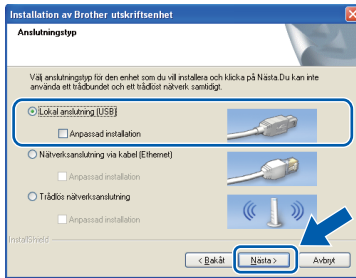 Installation av Brother utskriftsenhet
Anslutningstyp
Välj anslutningstyp för den enhet som du vill installera och klicka på Nästa.Du kan inte
använda ett trådbundet och ett trådlöst nätverk samtidigt.
Lokal anslutning (USB)
Anpassad installation
Nätverksanslutning via kabel (Ethernet)
Anpassad installation
Trådlös nätverksanslutning
Anpassad installation
InstallShield
< Bakåt
Nästa >
Avbryt